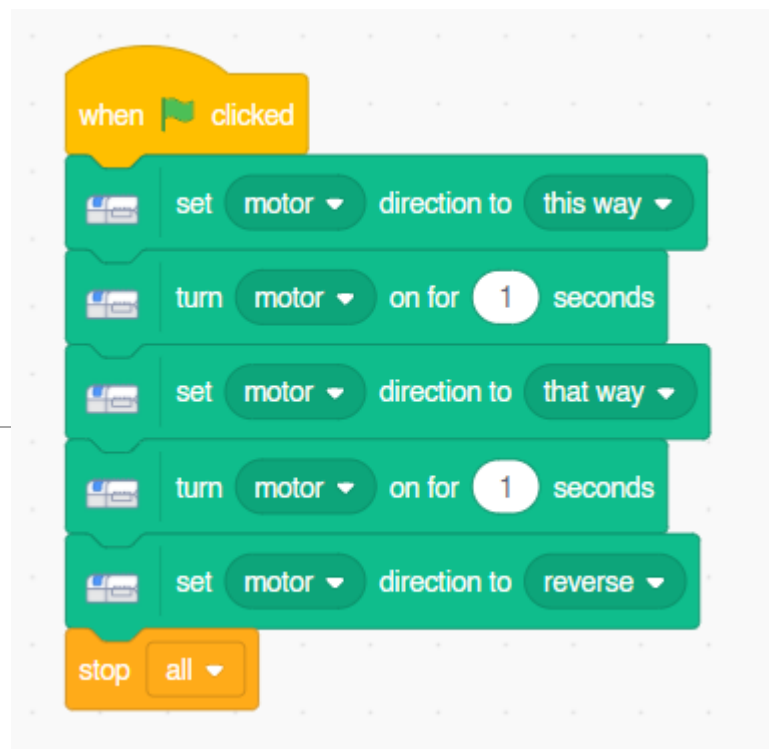 when clicked
set motor direction to this way
turn motor on for 1 seconds
set motor direction to that way
turn motor on for 1 seconds
set motor direction to reverse
stop all